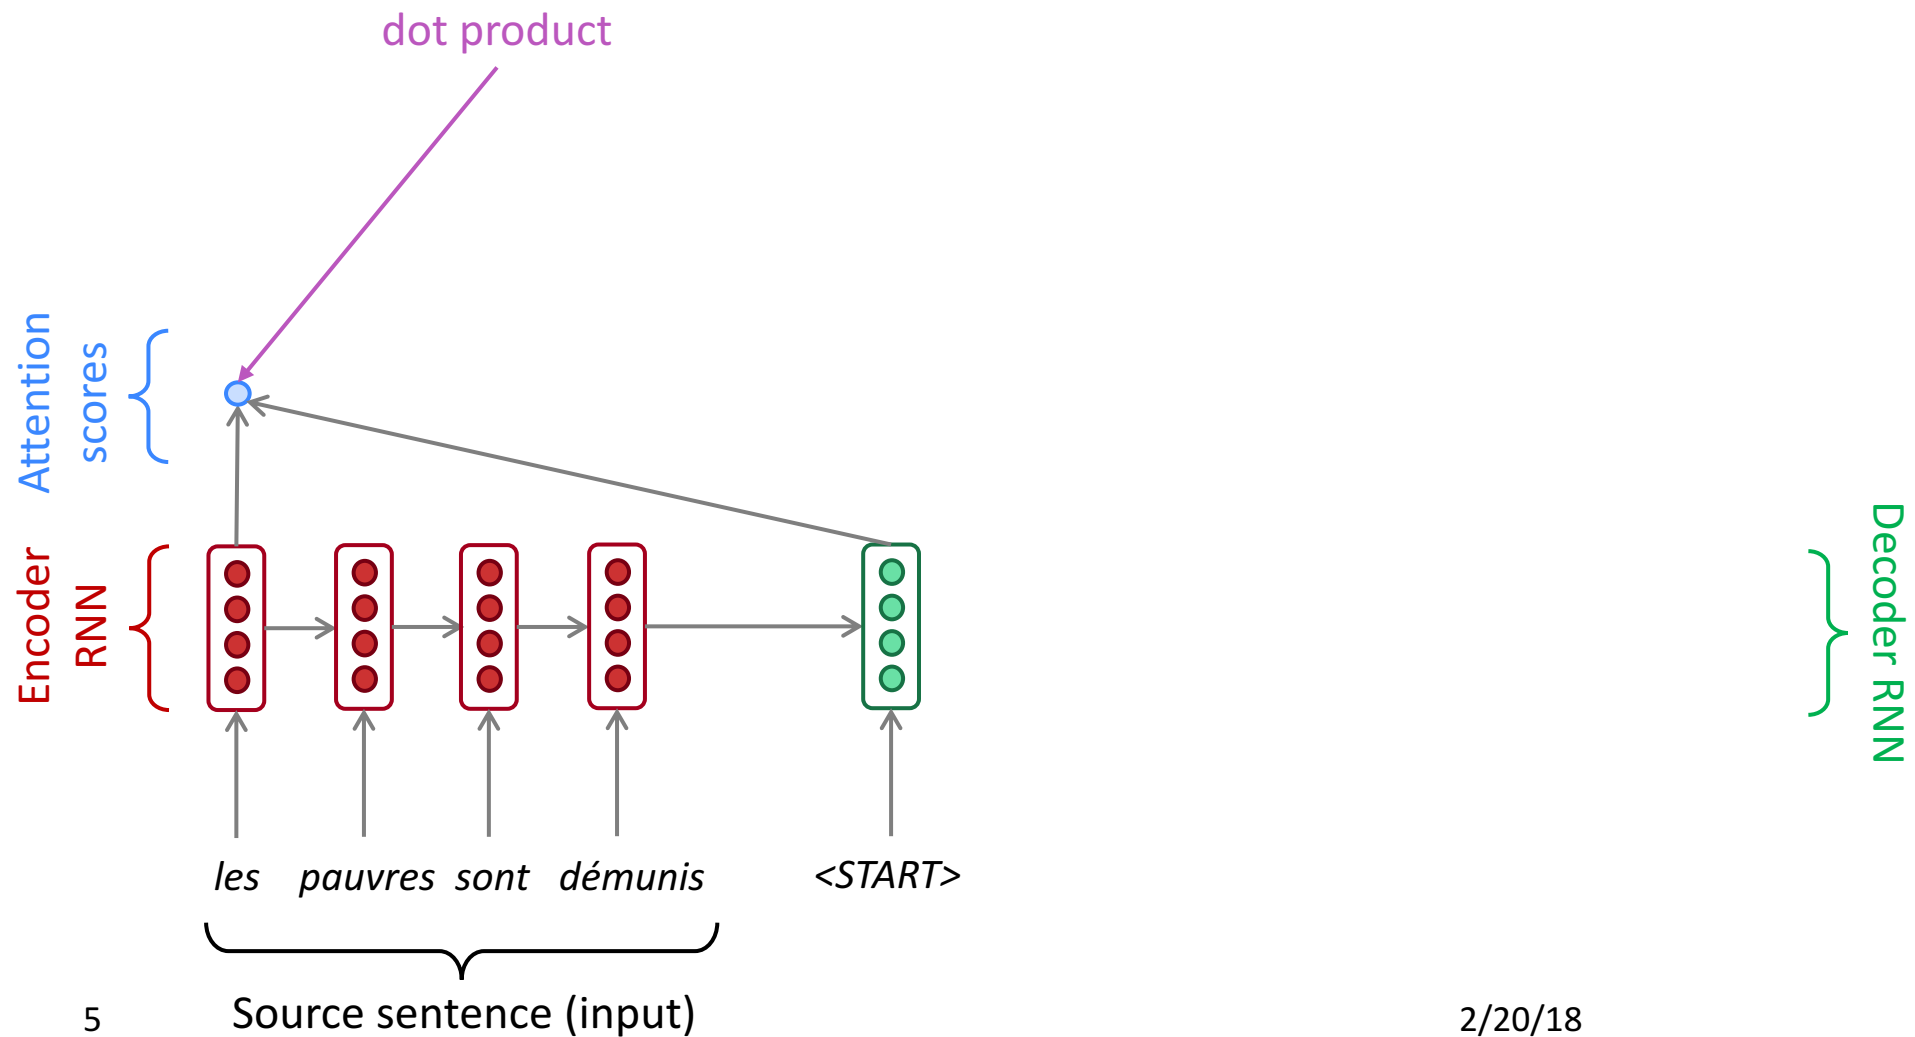 dot product
Attention
scores
Encoder
RNN
Decoder RNN
les pauvres sont démunis <START>
Source sentence (input)
5
2/20/18